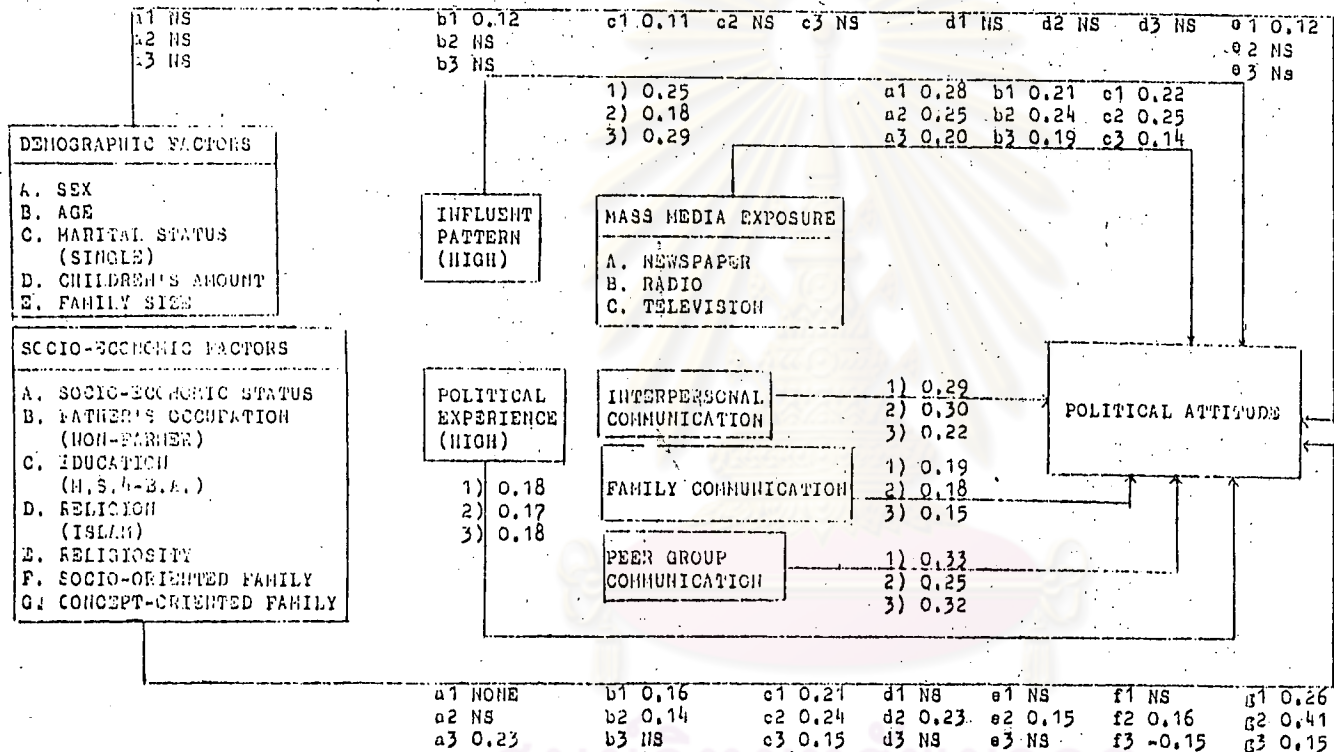 a1 NS b1 0.12 c1 0.11 c2 NS c3 NS d1 NS d2 NS d3 NS e1 0.12
a2 NS b2 NS e2 NS
a3 NS b3 NS e3 Ns
1) 0.25 a1 0.28 b1 0.21 c1 0.22
2) 0.18 a2 0.25 b2 0.24 c2 0.25
3) 0.29 a3 0.20 b3 0.19 c3 0.14
DEMOGRAPHIC FACTORS
A. SEX
B. AGE
C. MARITAL STATUS
(SINGLE)
D. CHILDREN'S AMOUNT
E. FAMILY SIZE
INFLUENT
PATTERN
(HIGH)
MASS MEDIA EXPOSURE
A. NEWSPAPER
B. RADIO
C. TELEVISION
SOCIO-ECONOMIC FACTORS
A. SOCIO-ECONOMIC STATUS
B. FATHER'S OCCUPATION
(NON-FARMER)
C. EDUCATION
(M.S.4-B.A.)
D. RELIGION
(ISLAM)
E. RELIGIOSITY
F. SOCIO-ORIENTED FAMILY
G. CONCEPT-ORIENTED FAMILY
POLITICAL
EXPERIENCE
(HIGH)
1) 0.18
2) 0.17
3) 0.18
INTERPERSONAL
COMMUNICATION
1) 0.29
2) 0.30
3) 0.22
FAMILY COMMUNICATION
1) 0.19
2) 0.18
3) 0.15
PEER GROUP
COMMUNICATION
1) 0.33
2) 0.25
3) 0.32
POLITICAL ATTITUDE
a1 NONE b1 0.16 c1 0.21 d1 NS e1 NS f1 NS g1 0.26
a2 NS b2 0.14 c2 0.24 d2 0.23 e2 0.15 f2 0.16 g2 0.41
a3 0.23 b3 NS c3 0.15 d3 NS e3 NS f3 -0.15 g3 0.15